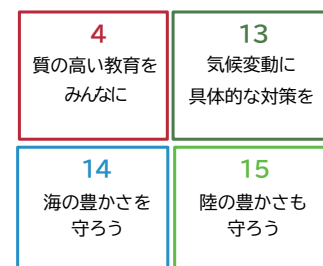 4
質の高い教育を
みんなに
13
気候変動に
具体的な対策を
14
海の豊かさを
守ろう
15
陸の豊かさも
守ろう